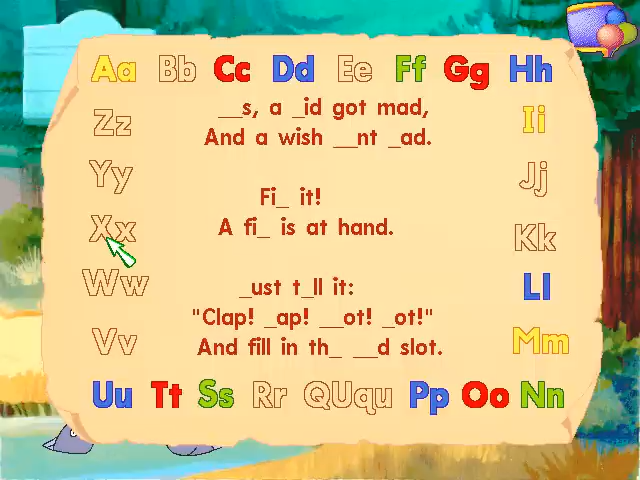 Aa Bb Cc Dd Ee Ff Gg Hh
Ii
Jj
Kk
Ll
Mm
Uu Tt Ss Rr QUqu Pp Oo Nn
Zz
Yy
Xx
Ww
Vv
__s, a _id got mad,
And a wish __nt _ad.
Fi_ it!
A fi_ is at hand.
_ust t_ll it:
"Clap! _ap! __ot! _ot!"
And fill in th_ __d slot.